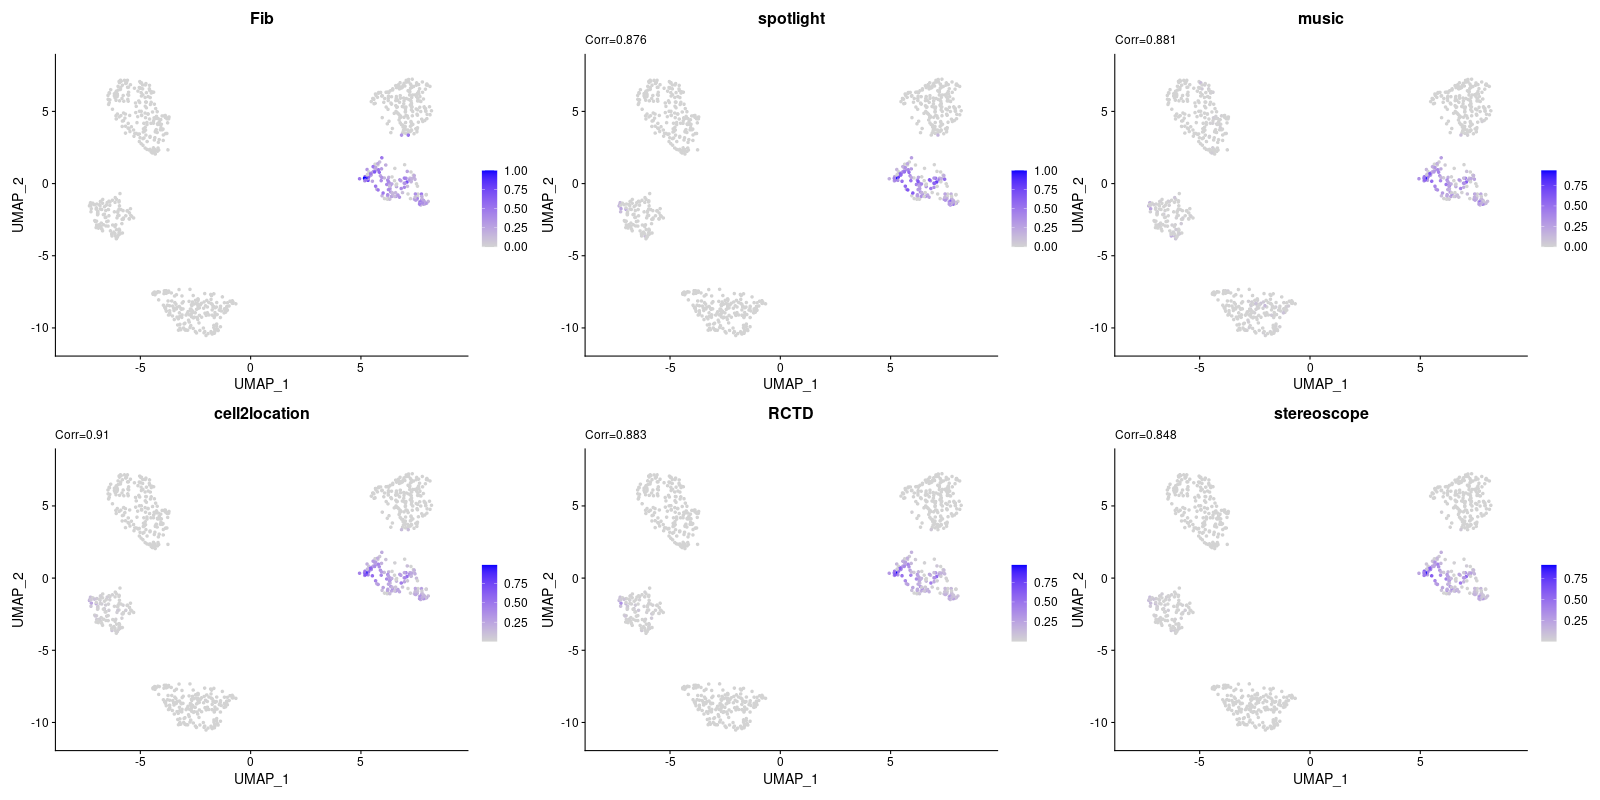 Fib
UMAP_2
5
0
-5
-10
-5
0
5
UMAP_1
1.00
0.75
0.50
0.25
0.00
spotlight
Corr=0.876
UMAP_2
5
0
-5
-10
-5
0
5
UMAP_1
1.00
0.75
0.50
0.25
0.00
music
Corr=0.881
UMAP_2
5
0
-5
-10
-5
0
5
UMAP_1
0.75
0.50
0.25
0.00
cell2location
Corr=0.91
UMAP_2
5
0
-5
-10
-5
0
5
UMAP_1
0.75
0.50
0.25
RCTD
Corr=0.883
UMAP_2
5
0
-5
-10
-5
0
5
UMAP_1
0.75
0.50
0.25
stereoscope
Corr=0.848
UMAP_2
5
0
-5
-10
-5
0
5
UMAP_1
0.75
0.50
0.25